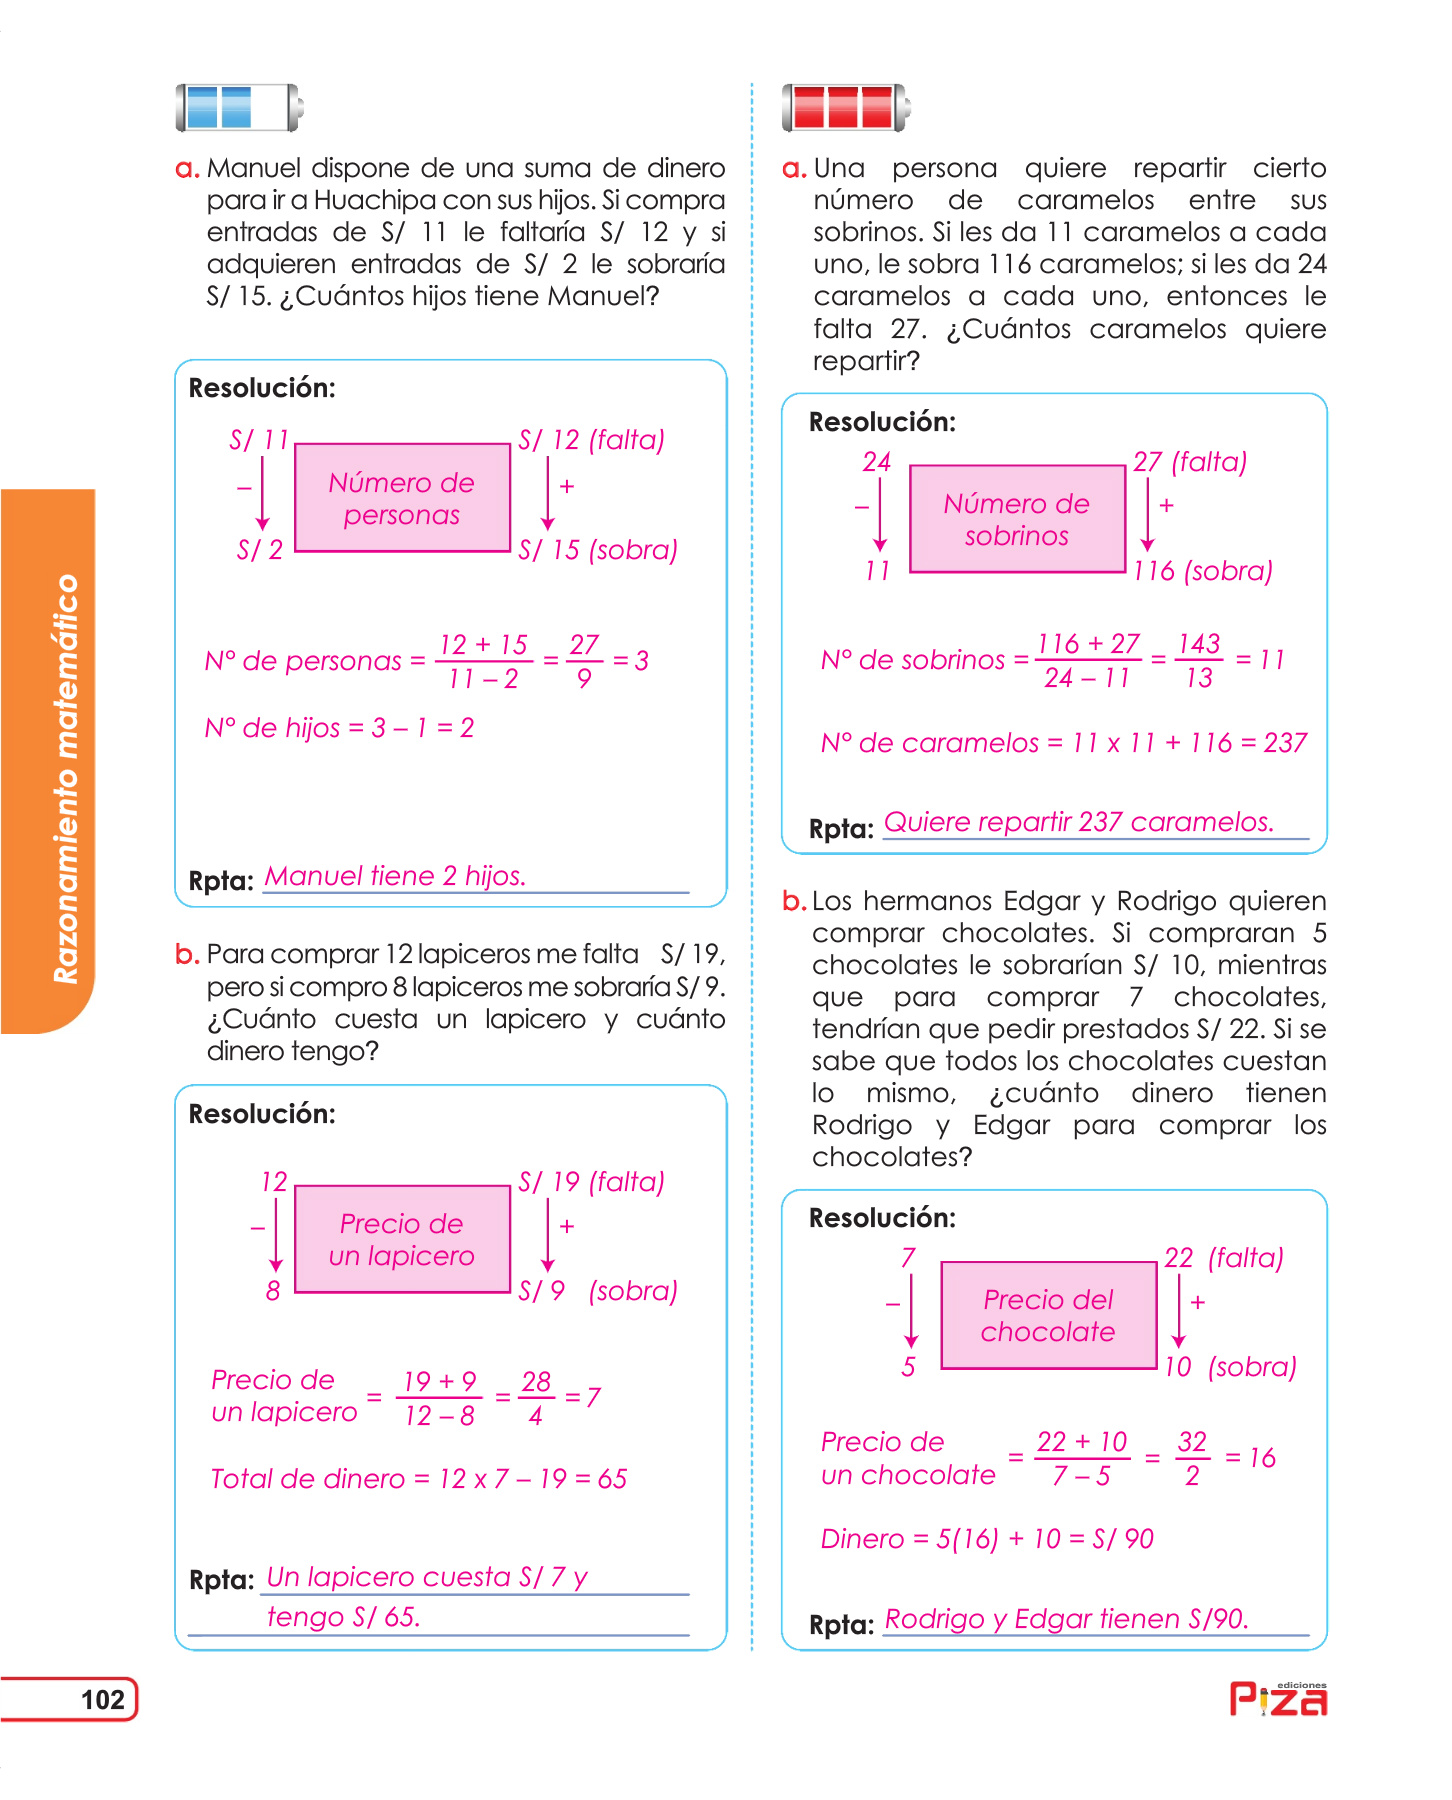 a. Manuel dispone de una suma de dinero
para ir a Huachipa con sus hijos. Si compra
entradas de S/ 11 le faltaría S/ 12 y si
adquieren entradas de S/ 2 le sobraría
S/ 15. ¿Cuántos hijos tiene Manuel?
Resolución:
S/ 11 S/ 12 (falta)
– Número de +
personas
S/ 2 S/ 15 (sobra)
N° de personas = 12 + 15 / 11 – 2 = 27 / 9 = 3
N° de hijos = 3 – 1 = 2
Rpta: Manuel tiene 2 hijos.
b. Para comprar 12 lapiceros me falta S/ 19,
pero si compro 8 lapiceros me sobraría S/ 9.
¿Cuánto cuesta un lapicero y cuánto
dinero tengo?
Resolución:
12 S/ 19 (falta)
– Precio de +
un lapicero
8 S/ 9 (sobra)
Precio de
un lapicero = 19 + 9 / 12 – 8 = 28 / 4 = 7
Total de dinero = 12 x 7 – 19 = 65
Rpta: Un lapicero cuesta S/ 7 y
tengo S/ 65.
a. Una persona quiere repartir cierto
número de caramelos entre sus
sobrinos. Si les da 11 caramelos a cada
uno, le sobra 116 caramelos; si les da 24
caramelos a cada uno, entonces le
falta 27. ¿Cuántos caramelos quiere
repartir?
Resolución:
24 27 (falta)
– Número de +
sobrinos
11 116 (sobra)
N° de sobrinos = 116 + 27 / 24 – 11 = 143 / 13 = 11
N° de caramelos = 11 x 11 + 116 = 237
Rpta: Quiere repartir 237 caramelos.
b. Los hermanos Edgar y Rodrigo quieren
comprar chocolates. Si compraran 5
chocolates le sobrarían S/ 10, mientras
que para comprar 7 chocolates,
tendrían que pedir prestados S/ 22. Si se
sabe que todos los chocolates cuestan
lo mismo, ¿cuánto dinero tienen
Rodrigo y Edgar para comprar los
chocolates?
Resolución:
7 22 (falta)
– Precio del +
chocolate
5 10 (sobra)
Precio de
un chocolate = 22 + 10 / 7 – 5 = 32 / 2 = 16
Dinero = 5(16) + 10 = S/ 90
Rpta: Rodrigo y Edgar tienen S/90.
Razonamiento matemático
102
ediciones
Piza